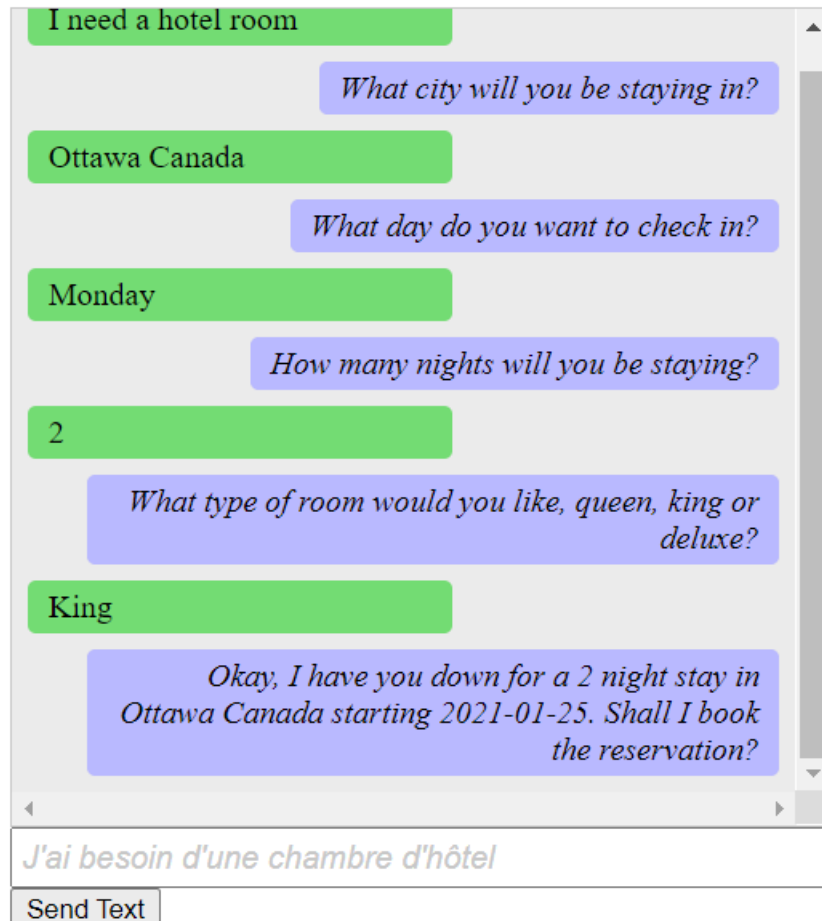 I need a hotel room
What city will you be staying in?
Ottawa Canada
What day do you want to check in?
Monday
How many nights will you be staying?
2
What type of room would you like, queen, king or
deluxe?
King
Okay, I have you down for a 2 night stay in
Ottawa Canada starting 2021-01-25. Shall I book
the reservation?
J'ai besoin d'une chambre d'hôtel
Send Text